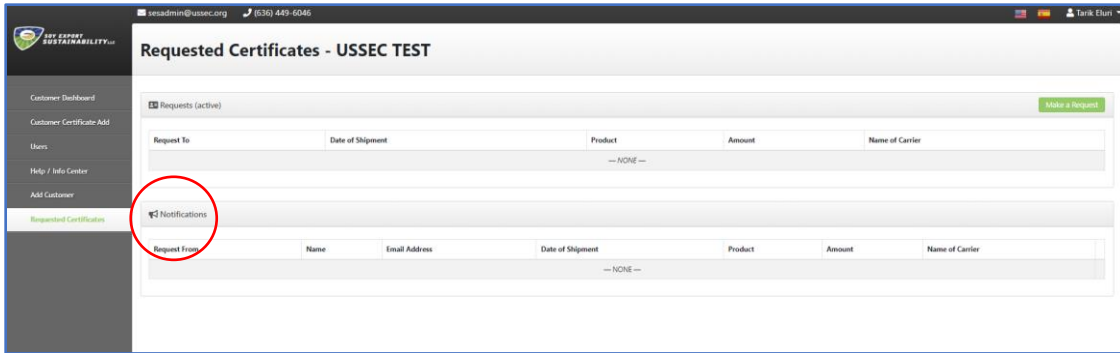 sesadmin@ussec.org (636) 449-6046 Tarik Eluri
SOY EXPORT
SUSTAINABILITY LLC
Requested Certificates - USSEC TEST
Customer Dashboard
Customer Certificate Add
Users
Help / Info Center
Add Customer
Requested Certificates
Requests (active) Make a Request
Request To Date of Shipment Product Amount Name of Carrier
— NONE —
Notifications
Request From Name Email Address Date of Shipment Product Amount Name of Carrier
— NONE —